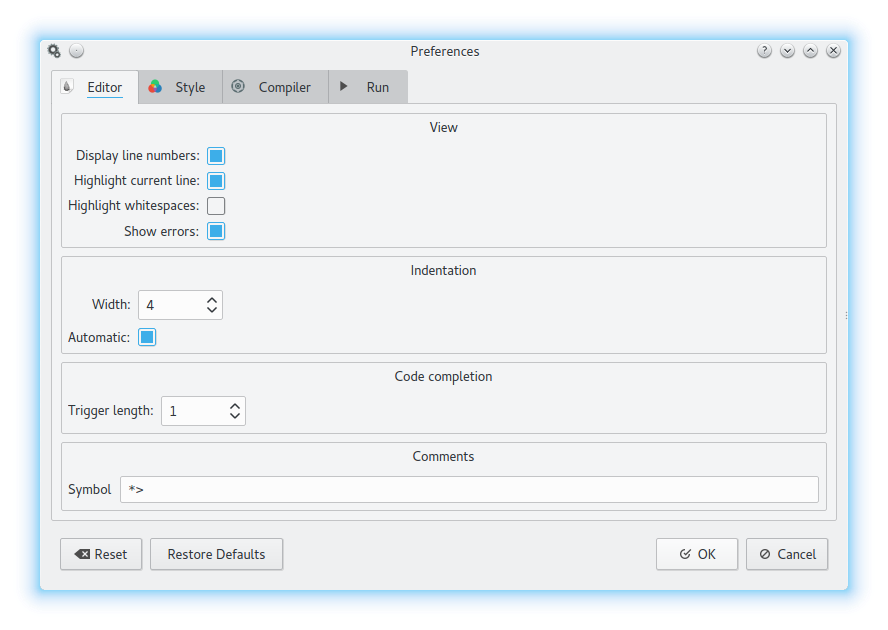 Preferences
Editor Style Compiler Run
View
Display line numbers:
Highlight current line:
Highlight whitespaces:
Show errors:
Indentation
Width: 4
Automatic:
Code completion
Trigger length: 1
Comments
Symbol *>
Reset Restore Defaults OK Cancel